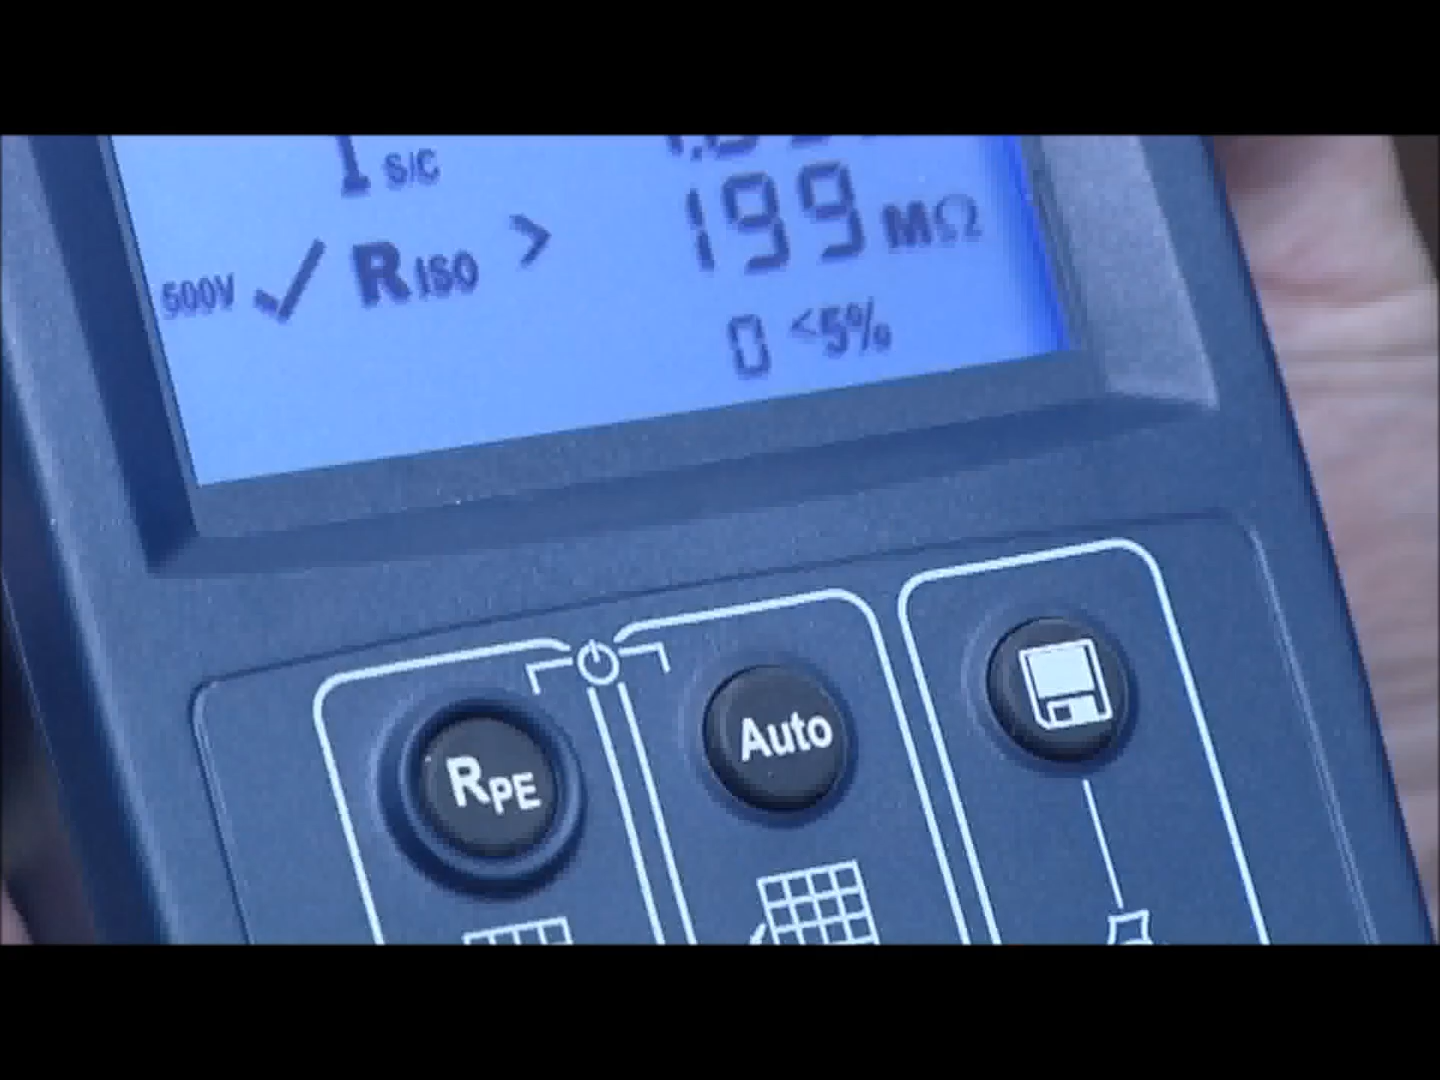 I S/C
500V ✓ RISO > 199 MΩ
0 <5%
RPE
Auto